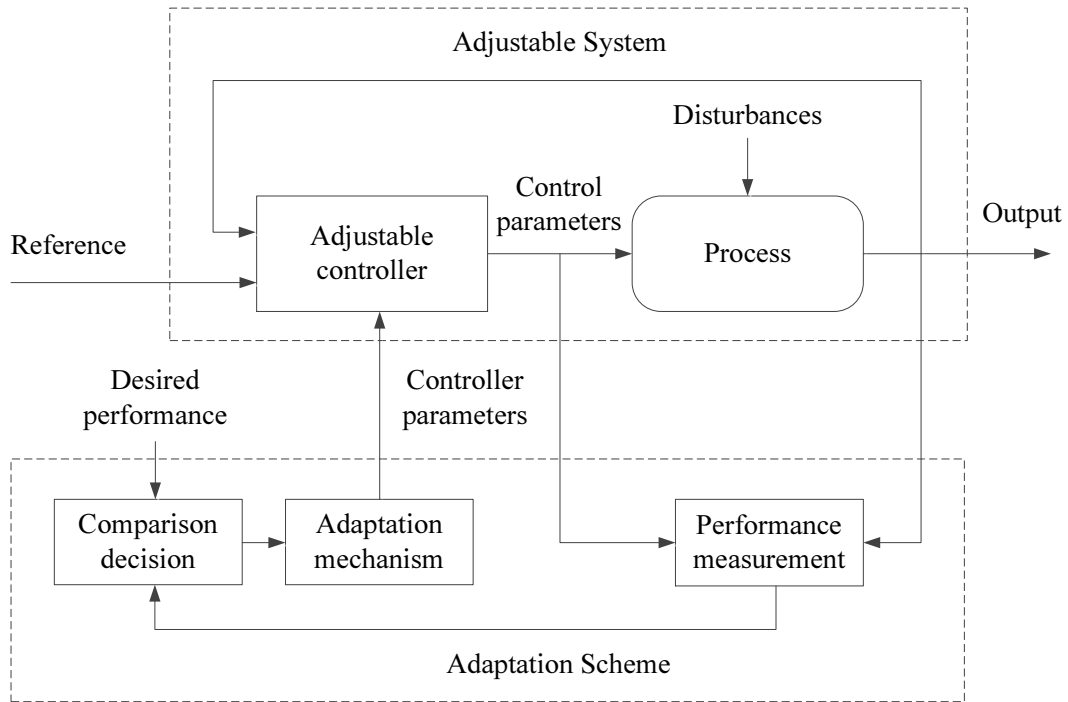 Adjustable System
Disturbances
Control
parameters
Output
Reference
Adjustable
controller
Process
Desired
performance
Controller
parameters
Comparison
decision
Adaptation
mechanism
Performance
measurement
Adaptation Scheme